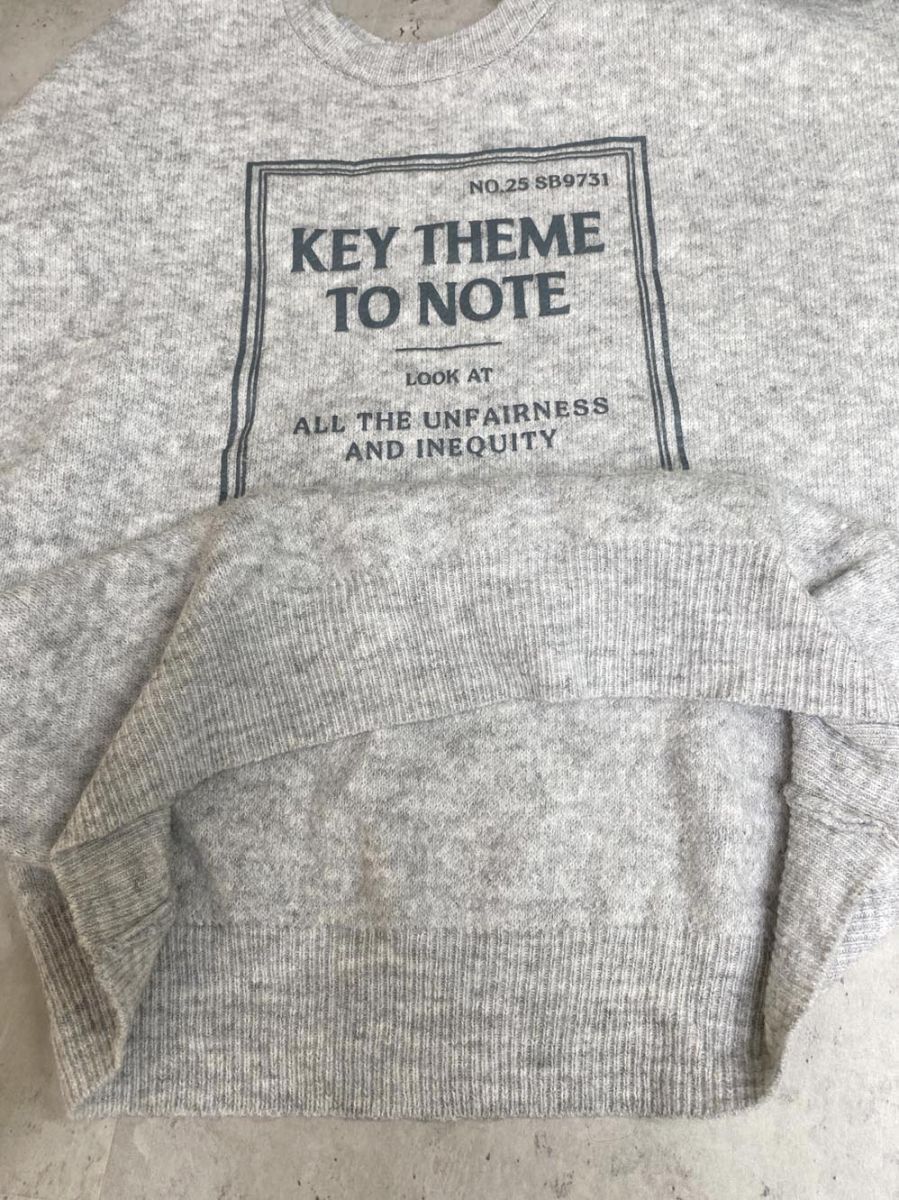 NO.25 SB9731
KEY THEME
TO NOTE
LOOK AT
ALL THE UNFAIRNESS
AND INEQUITY